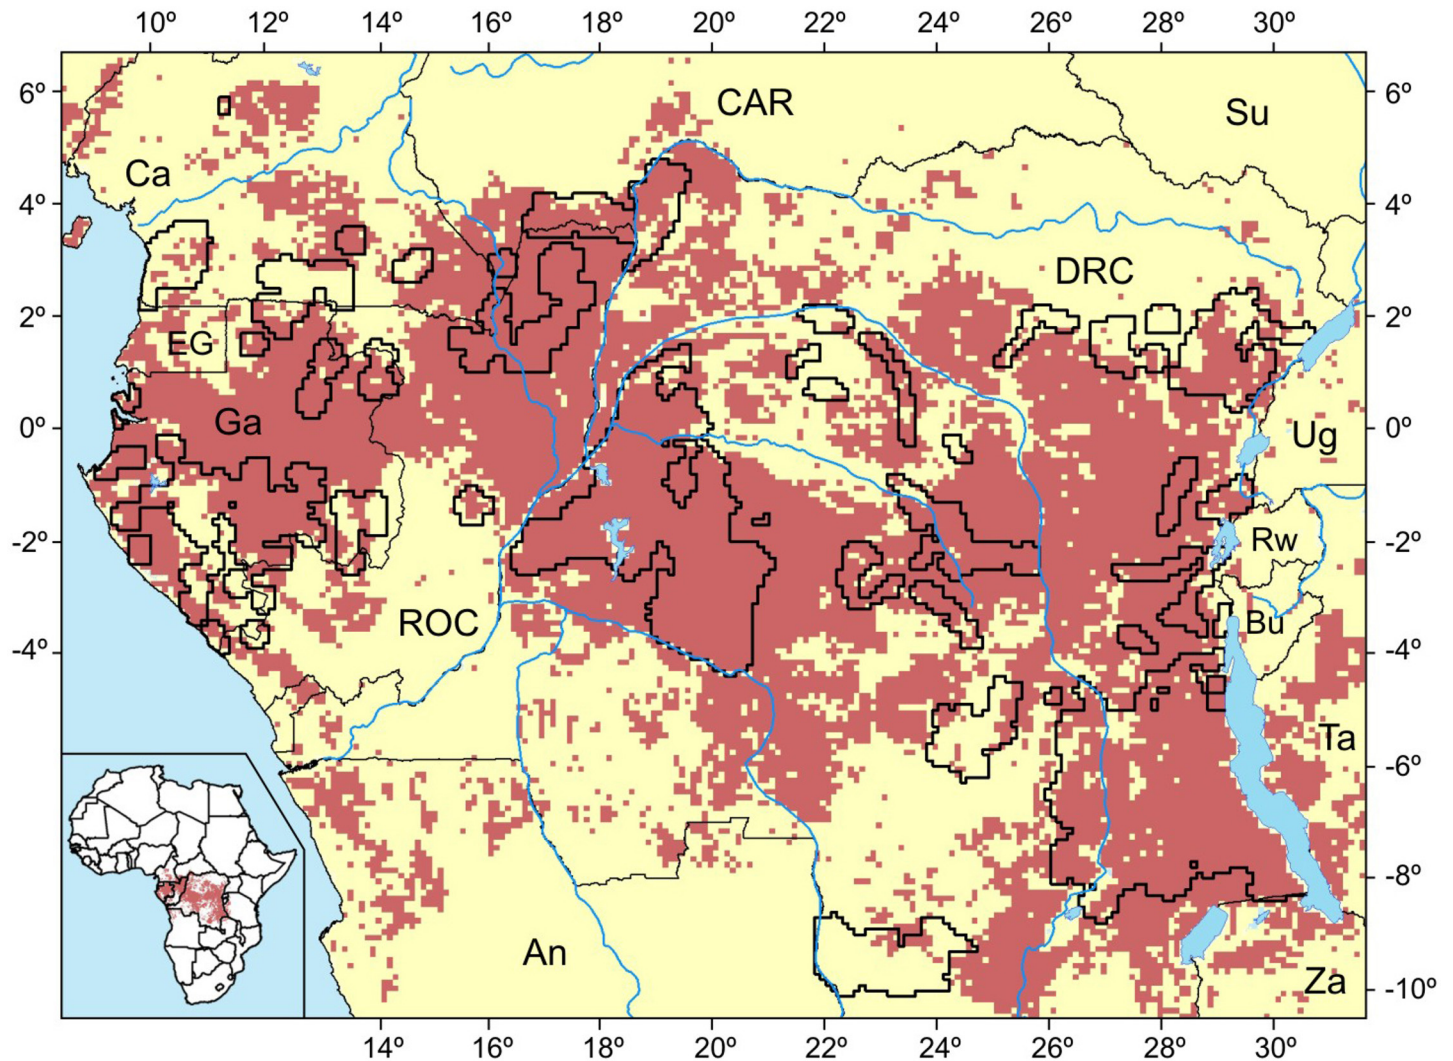 10º 12º 14º 16º 18º 20º 22º 24º 26º 28º 30º
6º CAR Su 6º
Ca
4º 4º
DRC
2º EG 2º
0º Ga Ug 0º
-2º Rw -2º
-4º ROC Bu -4º
Ta
-6º -6º
-8º -8º
An Za
-10º
14º 16º 18º 20º 22º 24º 26º 28º 30º